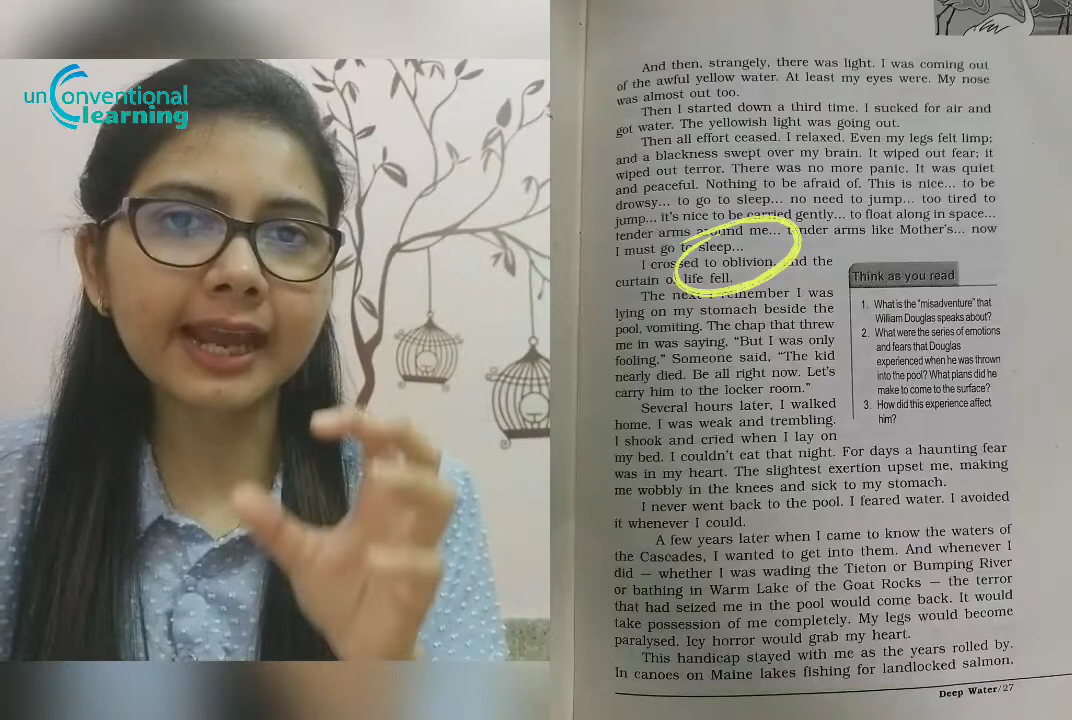 unConventional
learning
And then, strangely, there was light. I was coming out
of the awful yellow water. At least my eyes were. My nose
was almost out too.
Then I started down a third time. I sucked for air and
got water. The yellowish light was going out.
Then all effort ceased. I relaxed. Even my legs felt limp;
and a blackness swept over my brain. It wiped out fear; it
wiped out terror. There was no more panic. It was quiet
and peaceful. Nothing to be afraid of. This is nice... to be
drowsy... to go to sleep... no need to jump... too tired to
jump... it's nice to be carried gently... to float along in space...
tender arms around me... tender arms like Mother's... now
I must go to sleep...
I crossed to oblivion, and the
curtain of life fell.
The next I remember I was
lying on my stomach beside the
pool, vomiting. The chap that threw
me in was saying, “But I was only
fooling.” Someone said, “The kid
nearly died. Be all right now. Let's
carry him to the locker room.”
Several hours later, I walked
home. I was weak and trembling.
I shook and cried when I lay on
my bed. I couldn't eat that night. For days a haunting fear
was in my heart. The slightest exertion upset me, making
me wobbly in the knees and sick to my stomach.
I never went back to the pool. I feared water. I avoided
it whenever I could.
A few years later when I came to know the waters of
the Cascades, I wanted to get into them. And whenever I
did — whether I was wading the Tieton or Bumping River
or bathing in Warm Lake of the Goat Rocks — the terror
that had seized me in the pool would come back. It would
take possession of me completely. My legs would become
paralysed. Icy horror would grab my heart.
This handicap stayed with me as the years rolled by.
In canoes on Maine lakes fishing for landlocked salmon,
Think as you read
1. What is the “misadventure” that
William Douglas speaks about?
2. What were the series of emotions
and fears that Douglas
experienced when he was thrown
into the pool? What plans did he
make to come to the surface?
3. How did this experience affect
him?
Deep Water/27